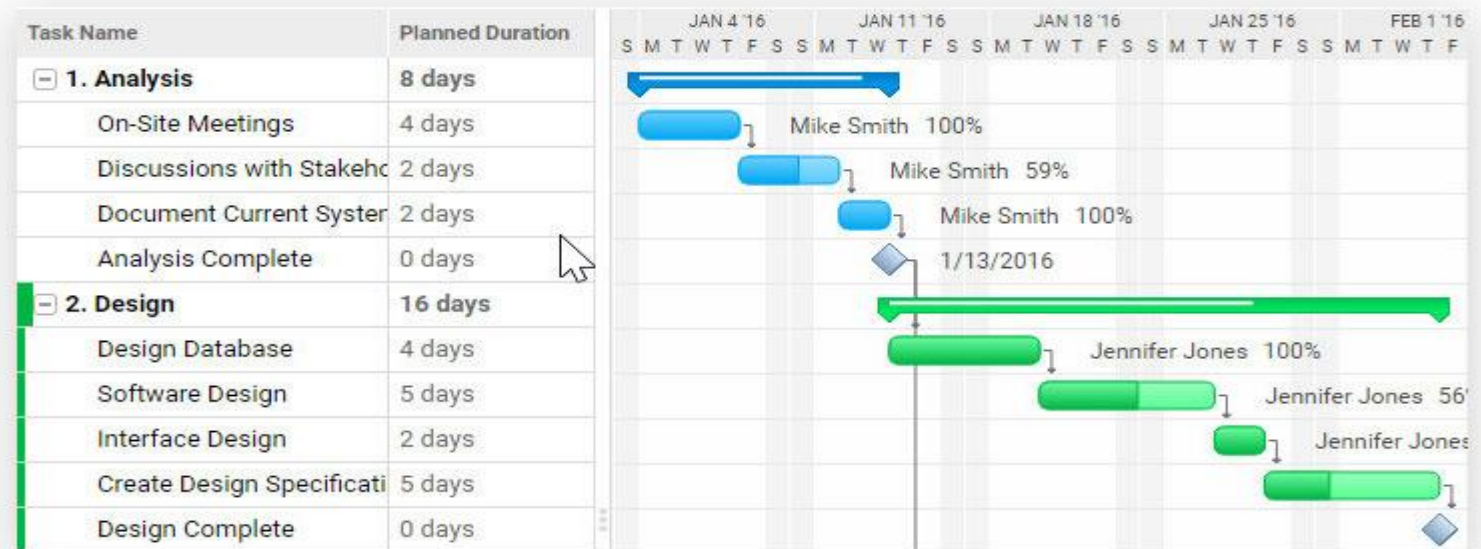 Task Name Planned Duration JAN 4 '16 JAN 11 '16 JAN 18 '16 JAN 25 '16 FEB 1 '16
S M T W T F S S M T W T F S S M T W T F S S M T W T F S S M T W T F
1. Analysis 8 days
On-Site Meetings 4 days Mike Smith 100%
Discussions with Stakeho 2 days Mike Smith 59%
Document Current System 2 days Mike Smith 100%
Analysis Complete 0 days 1/13/2016
2. Design 16 days
Design Database 4 days Jennifer Jones 100%
Software Design 5 days Jennifer Jones 56
Interface Design 2 days Jennifer Jones
Create Design Specificati 5 days
Design Complete 0 days